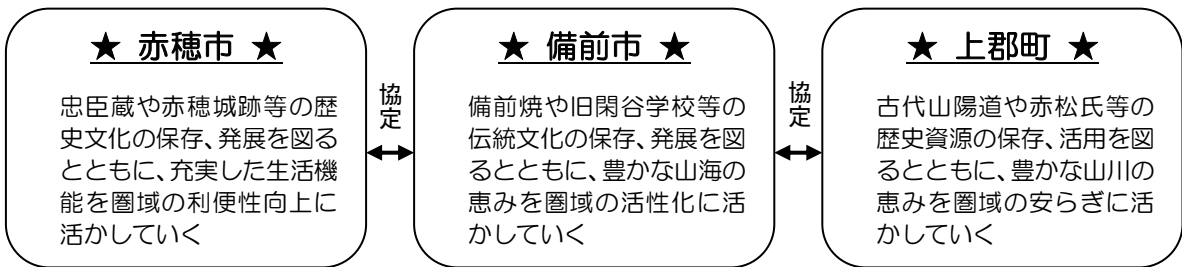 ★ 赤穂市 ★
忠臣蔵や赤穂城跡等の歴
史文化の保存、発展を図る
とともに、充実した生活機
能を圏域の利便性向上に
活かしていく
協定
★ 備前市 ★
備前焼や旧閑谷学校等の
伝統文化の保存、発展を図
るとともに、豊かな山海の
恵みを圏域の活性化に活
かしていく
協定
★ 上郡町 ★
古代山陽道や赤松氏等の
歴史資源の保存、活用を図
るとともに、豊かな山川の
恵みを圏域の安らぎに活
かしていく